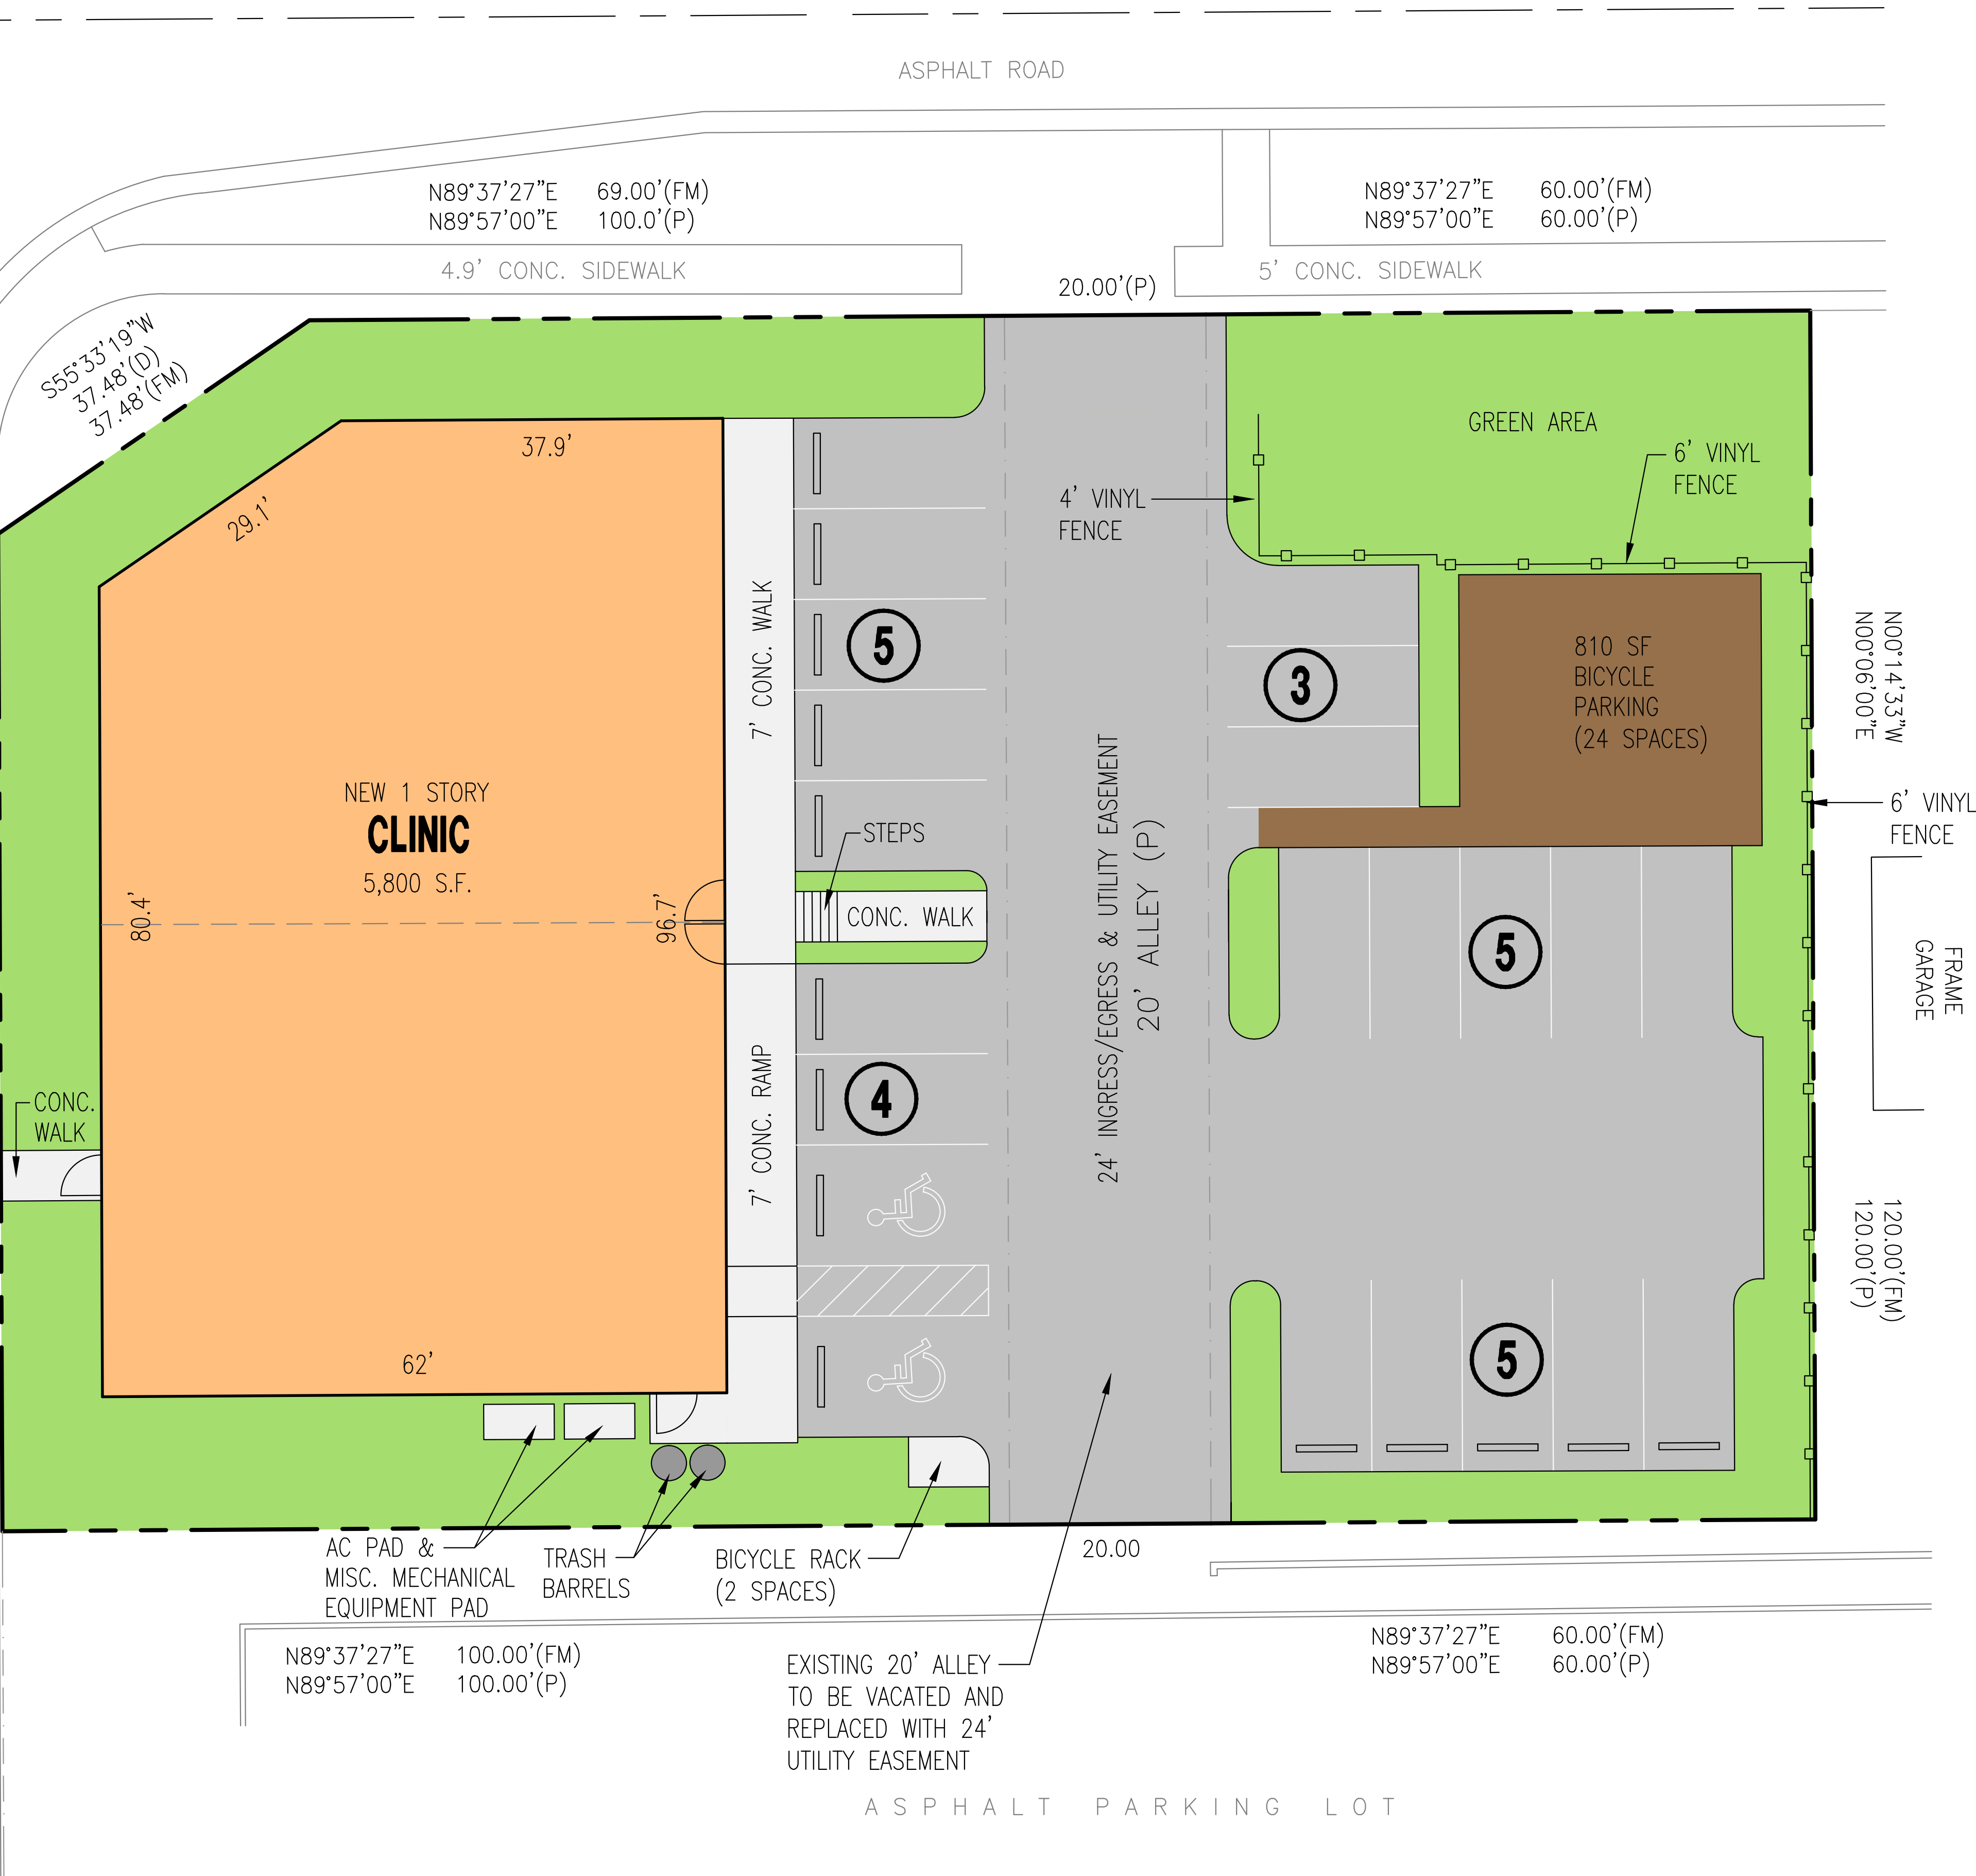 ASPHALT ROAD
N89°37'27"E 69.00'(FM)
N89°57'00"E 100.0'(P)
N89°37'27"E 60.00'(FM)
N89°57'00"E 60.00'(P)
4.9' CONC. SIDEWALK
5' CONC. SIDEWALK
20.00'(P)
S55°33'19"W
37.48'(D)
37.48'(FM)
37.9'
29.1'
GREEN AREA
6' VINYL
FENCE
4' VINYL
FENCE
7' CONC. WALK
5
3
810 SF
BICYCLE
PARKING
(24 SPACES)
N00°14'33"W
N00°06'00"E
6' VINYL
FENCE
NEW 1 STORY
CLINIC
5,800 S.F.
80.4'
96.7'
STEPS
CONC. WALK
24' INGRESS/EGRESS & UTILITY EASEMENT
20' ALLEY (P)
5
FRAME
GARAGE
CONC.
WALK
7' CONC. RAMP
4
120.00'(FM)
120.00'(P)
62'
5
AC PAD &
MISC. MECHANICAL
EQUIPMENT PAD
TRASH
BARRELS
BICYCLE RACK
(2 SPACES)
20.00
N89°37'27"E 100.00'(FM)
N89°57'00"E 100.00'(P)
EXISTING 20' ALLEY
TO BE VACATED AND
REPLACED WITH 24'
UTILITY EASEMENT
N89°37'27"E 60.00'(FM)
N89°57'00"E 60.00'(P)
ASPHALT PARKING LOT